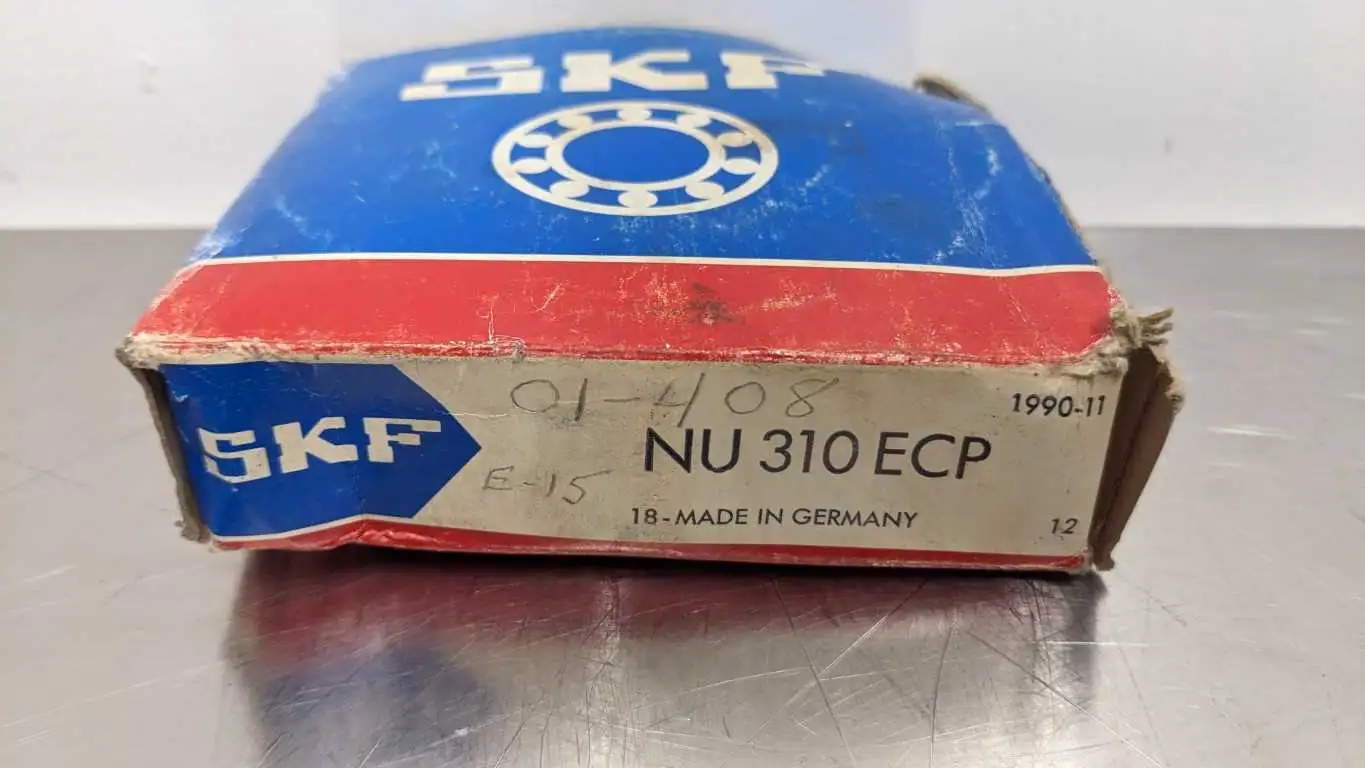 SKF
SKF
01-408
1990-11
NU 310 ECP
E-15
18-MADE IN GERMANY
12